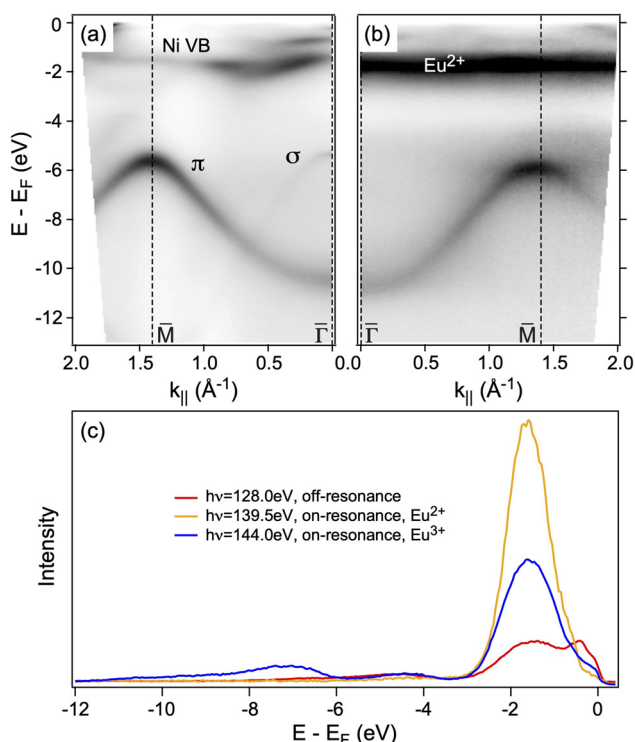 (a)
Ni VB
π
σ
M̅
Γ̅
0
-2
-4
-6
-8
-10
-12
E - E_F (eV)
2.0 1.5 1.0 0.5 0.0
k_|| (Å⁻¹)
(b)
Eu²⁺
Γ̅
M̅
0.5 1.0 1.5 2.0
k_|| (Å⁻¹)
(c)
hν=128.0eV, off-resonance
hν=139.5eV, on-resonance, Eu²⁺
hν=144.0eV, on-resonance, Eu³⁺
Intensity
-12 -10 -8 -6 -4 -2 0
E - E_F (eV)